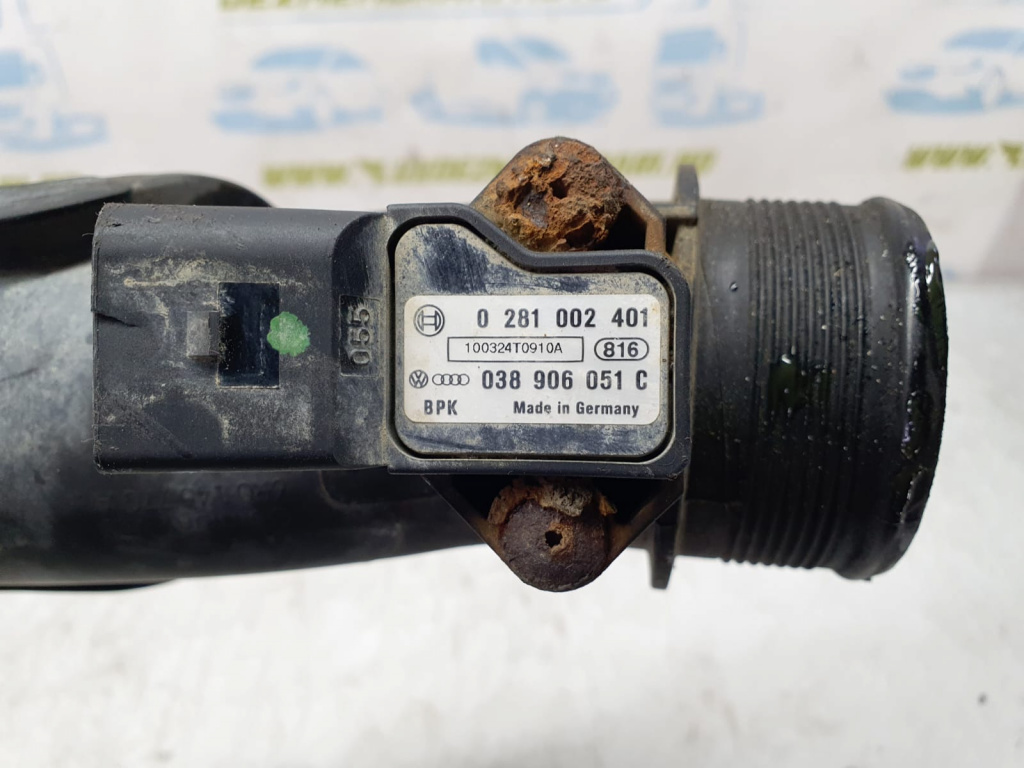 0 281 002 401
100324T0910A 816
038 906 051 C
BPK Made in Germany
055